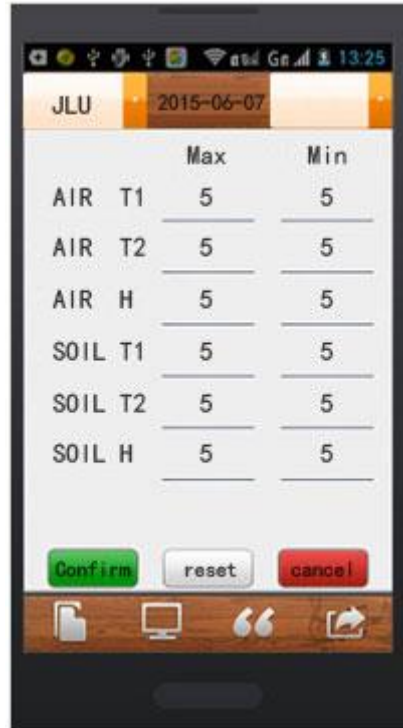 13:25
JLU 2015-06-07
Max Min
AIR T1 5 5
AIR T2 5 5
AIR H 5 5
SOIL T1 5 5
SOIL T2 5 5
SOIL H 5 5
Confirm reset cancel